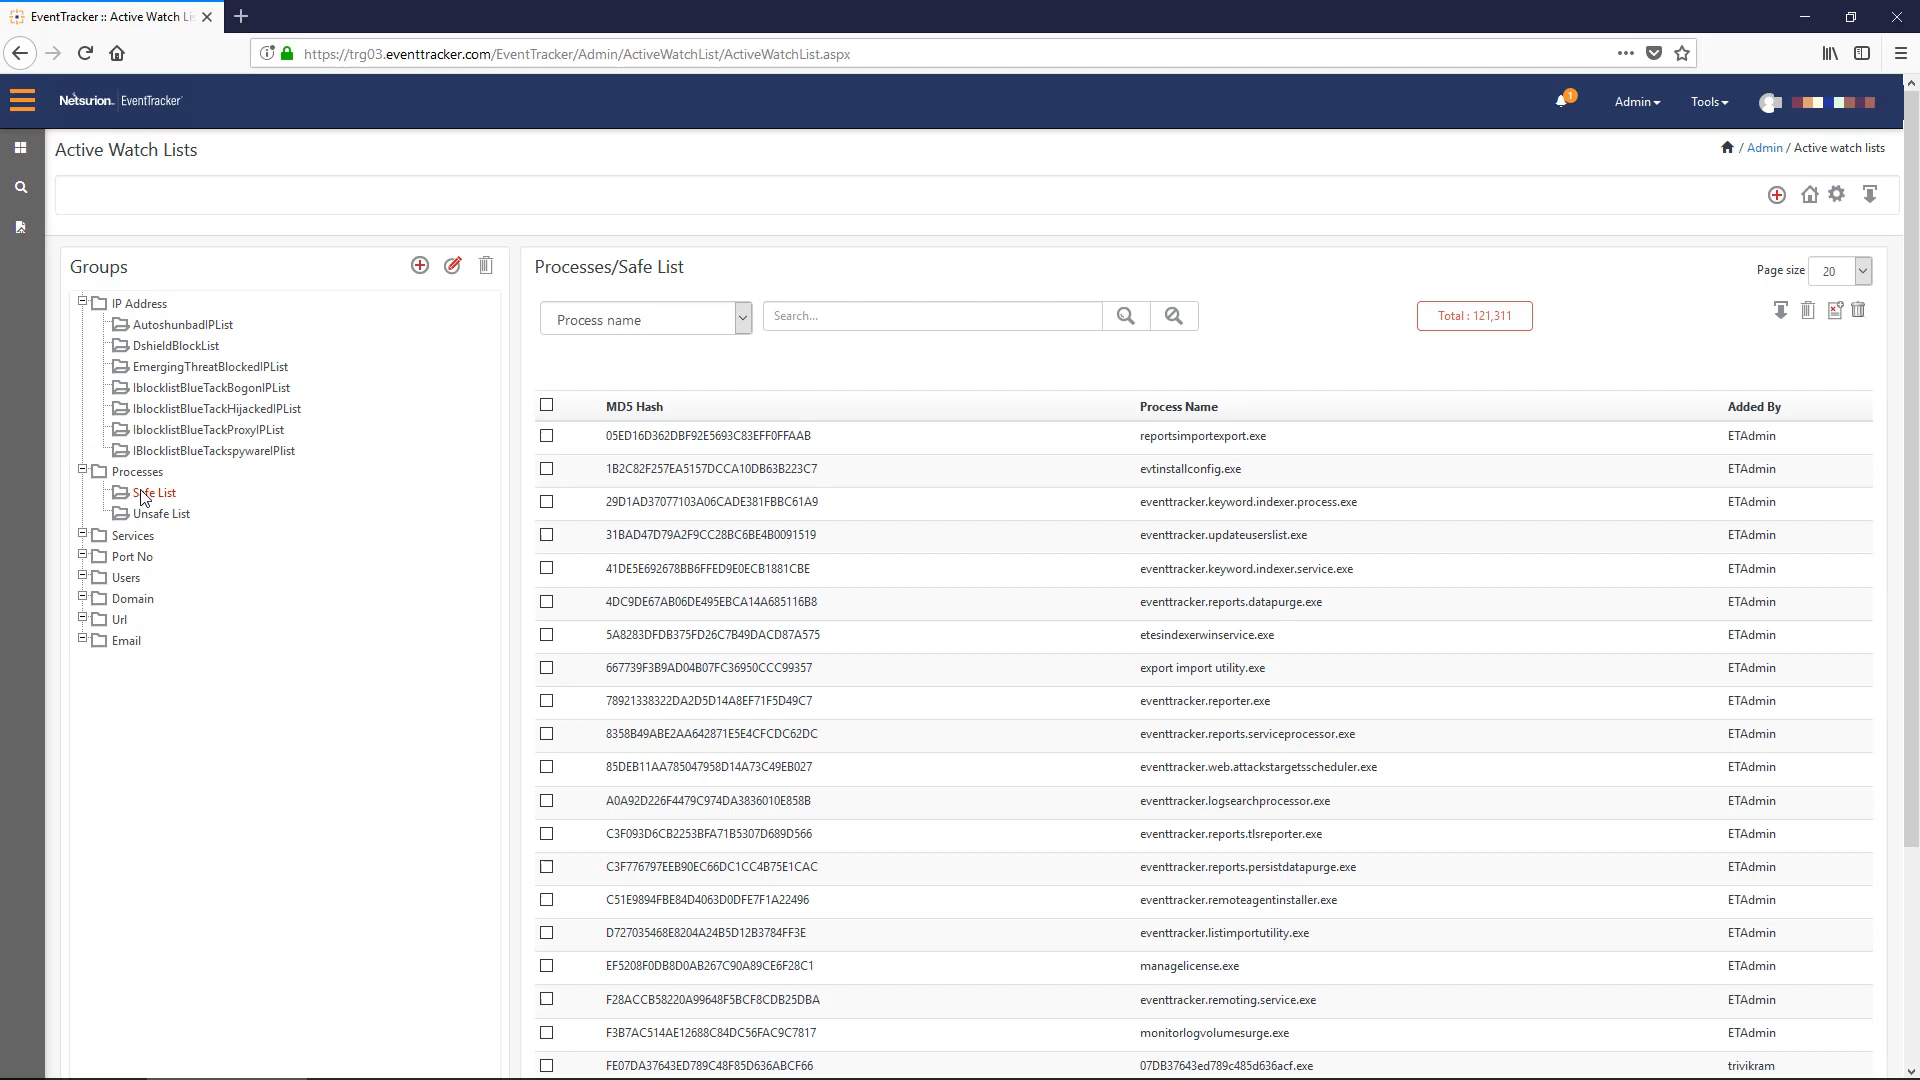 EventTracker :: Active Watch Lis
https://trg03.eventtracker.com/EventTracker/Admin/ActiveWatchList/ActiveWatchList.aspx
Netsurion. EventTracker
1
Admin
Tools
Active Watch Lists
/ Admin / Active watch lists
Groups
IP Address
AutoshunbadIPList
DshieldBlockList
EmergingThreatBlockedIPList
IblocklistBlueTackBogonIPList
IblocklistBlueTackHijackedIPList
IblocklistBlueTackProxyIPList
IBlocklistBlueTackspywareIPlist
Processes
Safe List
Unsafe List
Services
Port No
Users
Domain
Url
Email
Processes/Safe List
Page size 20
Process name
Search...
Total : 121,311
MD5 Hash Process Name Added By
05ED16D362DBF92E5693C83EFF0FFAAB reportsimportexport.exe ETAdmin
1B2C82F257EA5157DCCA10DB63B223C7 evtinstallconfig.exe ETAdmin
29D1AD37077103A06CADE381FBBC61A9 eventtracker.keyword.indexer.process.exe ETAdmin
31BAD47D79A2F9CC28BC6BE4B0091519 eventtracker.updateuserslist.exe ETAdmin
41DE5E692678BB6FFED9E0ECB1881CBE eventtracker.keyword.indexer.service.exe ETAdmin
4DC9DE67AB06DE495EBCA14A685116B8 eventtracker.reports.datapurge.exe ETAdmin
5A8283DFDB375FD26C7B49DACD87A575 etesindexerwinservice.exe ETAdmin
667739F3B9AD04B07FC36950CCC99357 export import utility.exe ETAdmin
78921338322DA2D5D14A8EF71F5D49C7 eventtracker.reporter.exe ETAdmin
8358B49ABE2AA642871E5E4CFCDC62DC eventtracker.reports.serviceprocessor.exe ETAdmin
85DEB11AA785047958D14A73C49EB027 eventtracker.web.attackstargetsscheduler.exe ETAdmin
A0A92D226F4479C974DA3836010E858B eventtracker.logsearchprocessor.exe ETAdmin
C3F093D6CB2253BFA71B5307D689D566 eventtracker.reports.tlsreporter.exe ETAdmin
C3F776797EEB90EC66DC1CC4B75E1CAC eventtracker.reports.persistdatapurge.exe ETAdmin
C51E9894FBE84D4063D0DFE7F1A22496 eventtracker.remoteagentinstaller.exe ETAdmin
D727035468E8204A24B5D12B3784FF3E eventtracker.listimportutility.exe ETAdmin
EF5208F0DB8D0AB267C90A89CE6F28C1 managelicense.exe ETAdmin
F28ACCB58220A99648F5BCF8CDB25DBA eventtracker.remoting.service.exe ETAdmin
F3B7AC514AE12688C84DC56FAC9C7817 monitorlogvolumesurge.exe ETAdmin
FE07DA37643ED789C48F85D636ABCF66 07DB37643ed789c485d636acf.exe trivikram